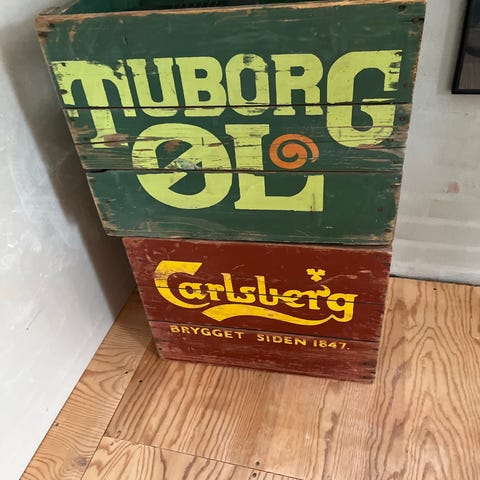 TUBORG
ØL
Carlsberg
BRYGGET SIDEN 1847.